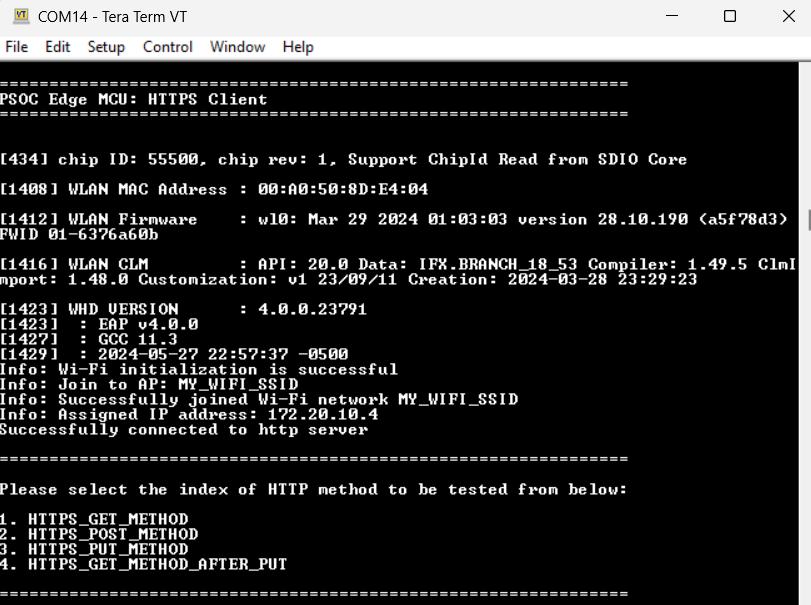 COM14 - Tera Term VT
File Edit Setup Control Window Help
===============================================================
PSOC Edge MCU: HTTPS Client
===============================================================
[434] chip ID: 55500, chip rev: 1, Support ChipId Read from SDIO Core
[1408] WLAN MAC Address : 00:A0:50:8D:E4:04
[1412] WLAN Firmware    : wl0: Mar 29 2024 01:03:03 version 28.10.190 (a5f78d3)
FWID 01-6376a60b
[1416] WLAN CLM         : API: 20.0 Data: IFX.BRANCH_18_53 Compiler: 1.49.5 ClmI
mport: 1.48.0 Customization: v1 23/09/11 Creation: 2024-03-28 23:29:23
[1423] WHD VERSION      : 4.0.0.23791
[1423]  : EAP v4.0.0
[1427]  : GCC 11.3
[1429]  : 2024-05-27 22:57:37 -0500
Info: Wi-Fi initialization is successful
Info: Join to AP: MY_WIFI_SSID
Info: Successfully joined Wi-Fi network MY_WIFI_SSID
Info: Assigned IP address: 172.20.10.4
Successfully connected to http server
===============================================================
Please select the index of HTTP method to be tested from below:
1. HTTPS_GET_METHOD
2. HTTPS_POST_METHOD
3. HTTPS_PUT_METHOD
4. HTTPS_GET_METHOD_AFTER_PUT
===============================================================